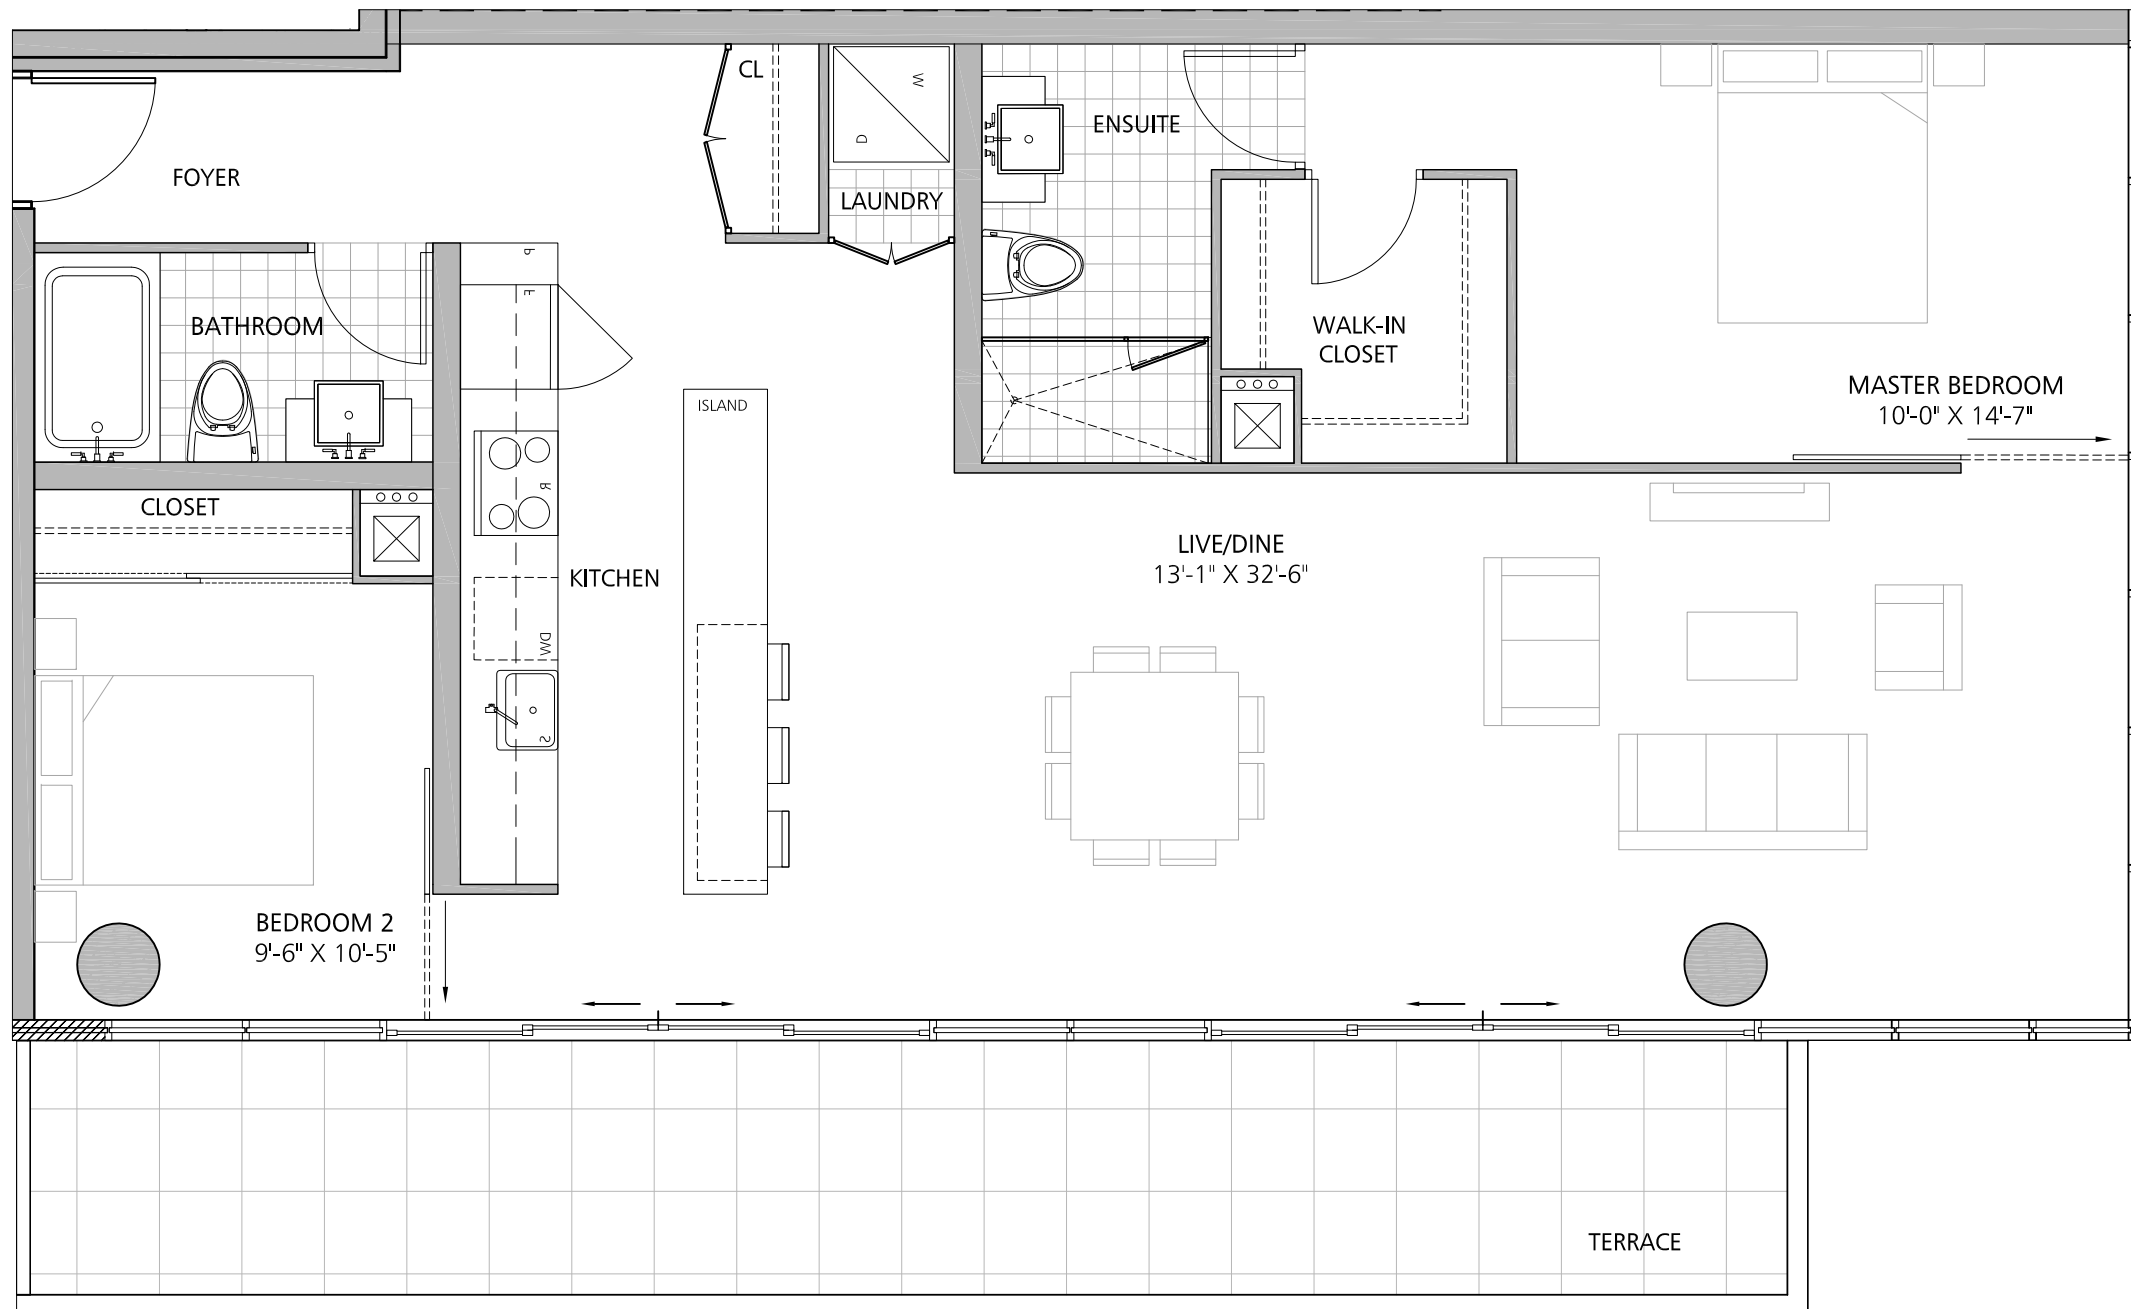 CL
W
D
ENSUITE
FOYER
LAUNDRY
P
F
BATHROOM
WALK-IN
CLOSET
MASTER BEDROOM
10'-0" X 14'-7"
ISLAND
R
CLOSET
LIVE/DINE
13'-1" X 32'-6"
KITCHEN
DW
S
BEDROOM 2
9'-6" X 10'-5"
TERRACE